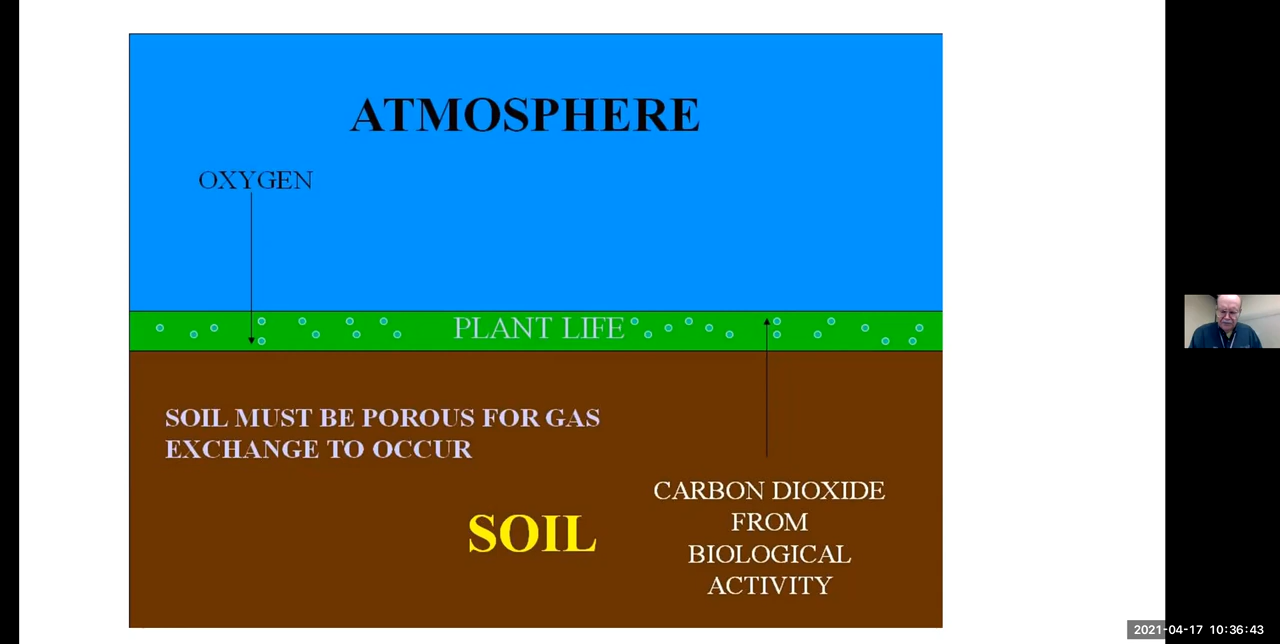 ATMOSPHERE
OXYGEN
PLANT LIFE
SOIL MUST BE POROUS FOR GAS
EXCHANGE TO OCCUR
SOIL
CARBON DIOXIDE
FROM
BIOLOGICAL
ACTIVITY
2021-04-17 10:36:43